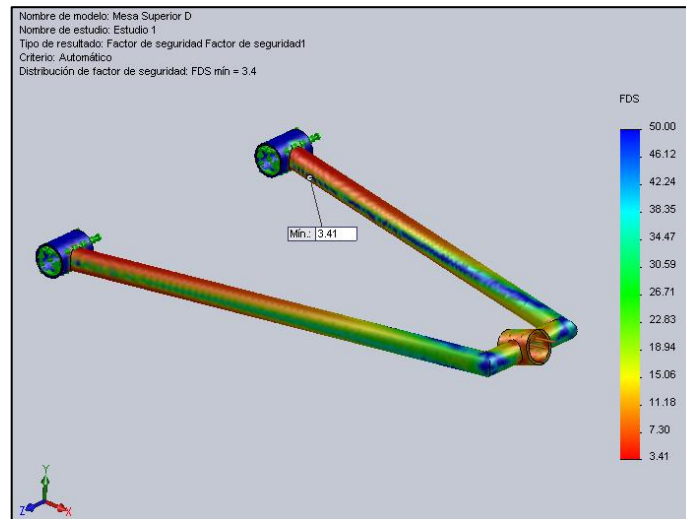 Nombre de modelo: Mesa Superior D
Nombre de estudio: Estudio 1
Tipo de resultado: Factor de seguridad Factor de seguridad1
Criterio: Automático
Distribución de factor de seguridad: FDS mín = 3.4
FDS
50.00
46.12
42.24
38.35
34.47
30.59
26.71
22.83
18.94
15.06
11.18
7.30
3.41
Mín.: 3.41
Y
Z
X